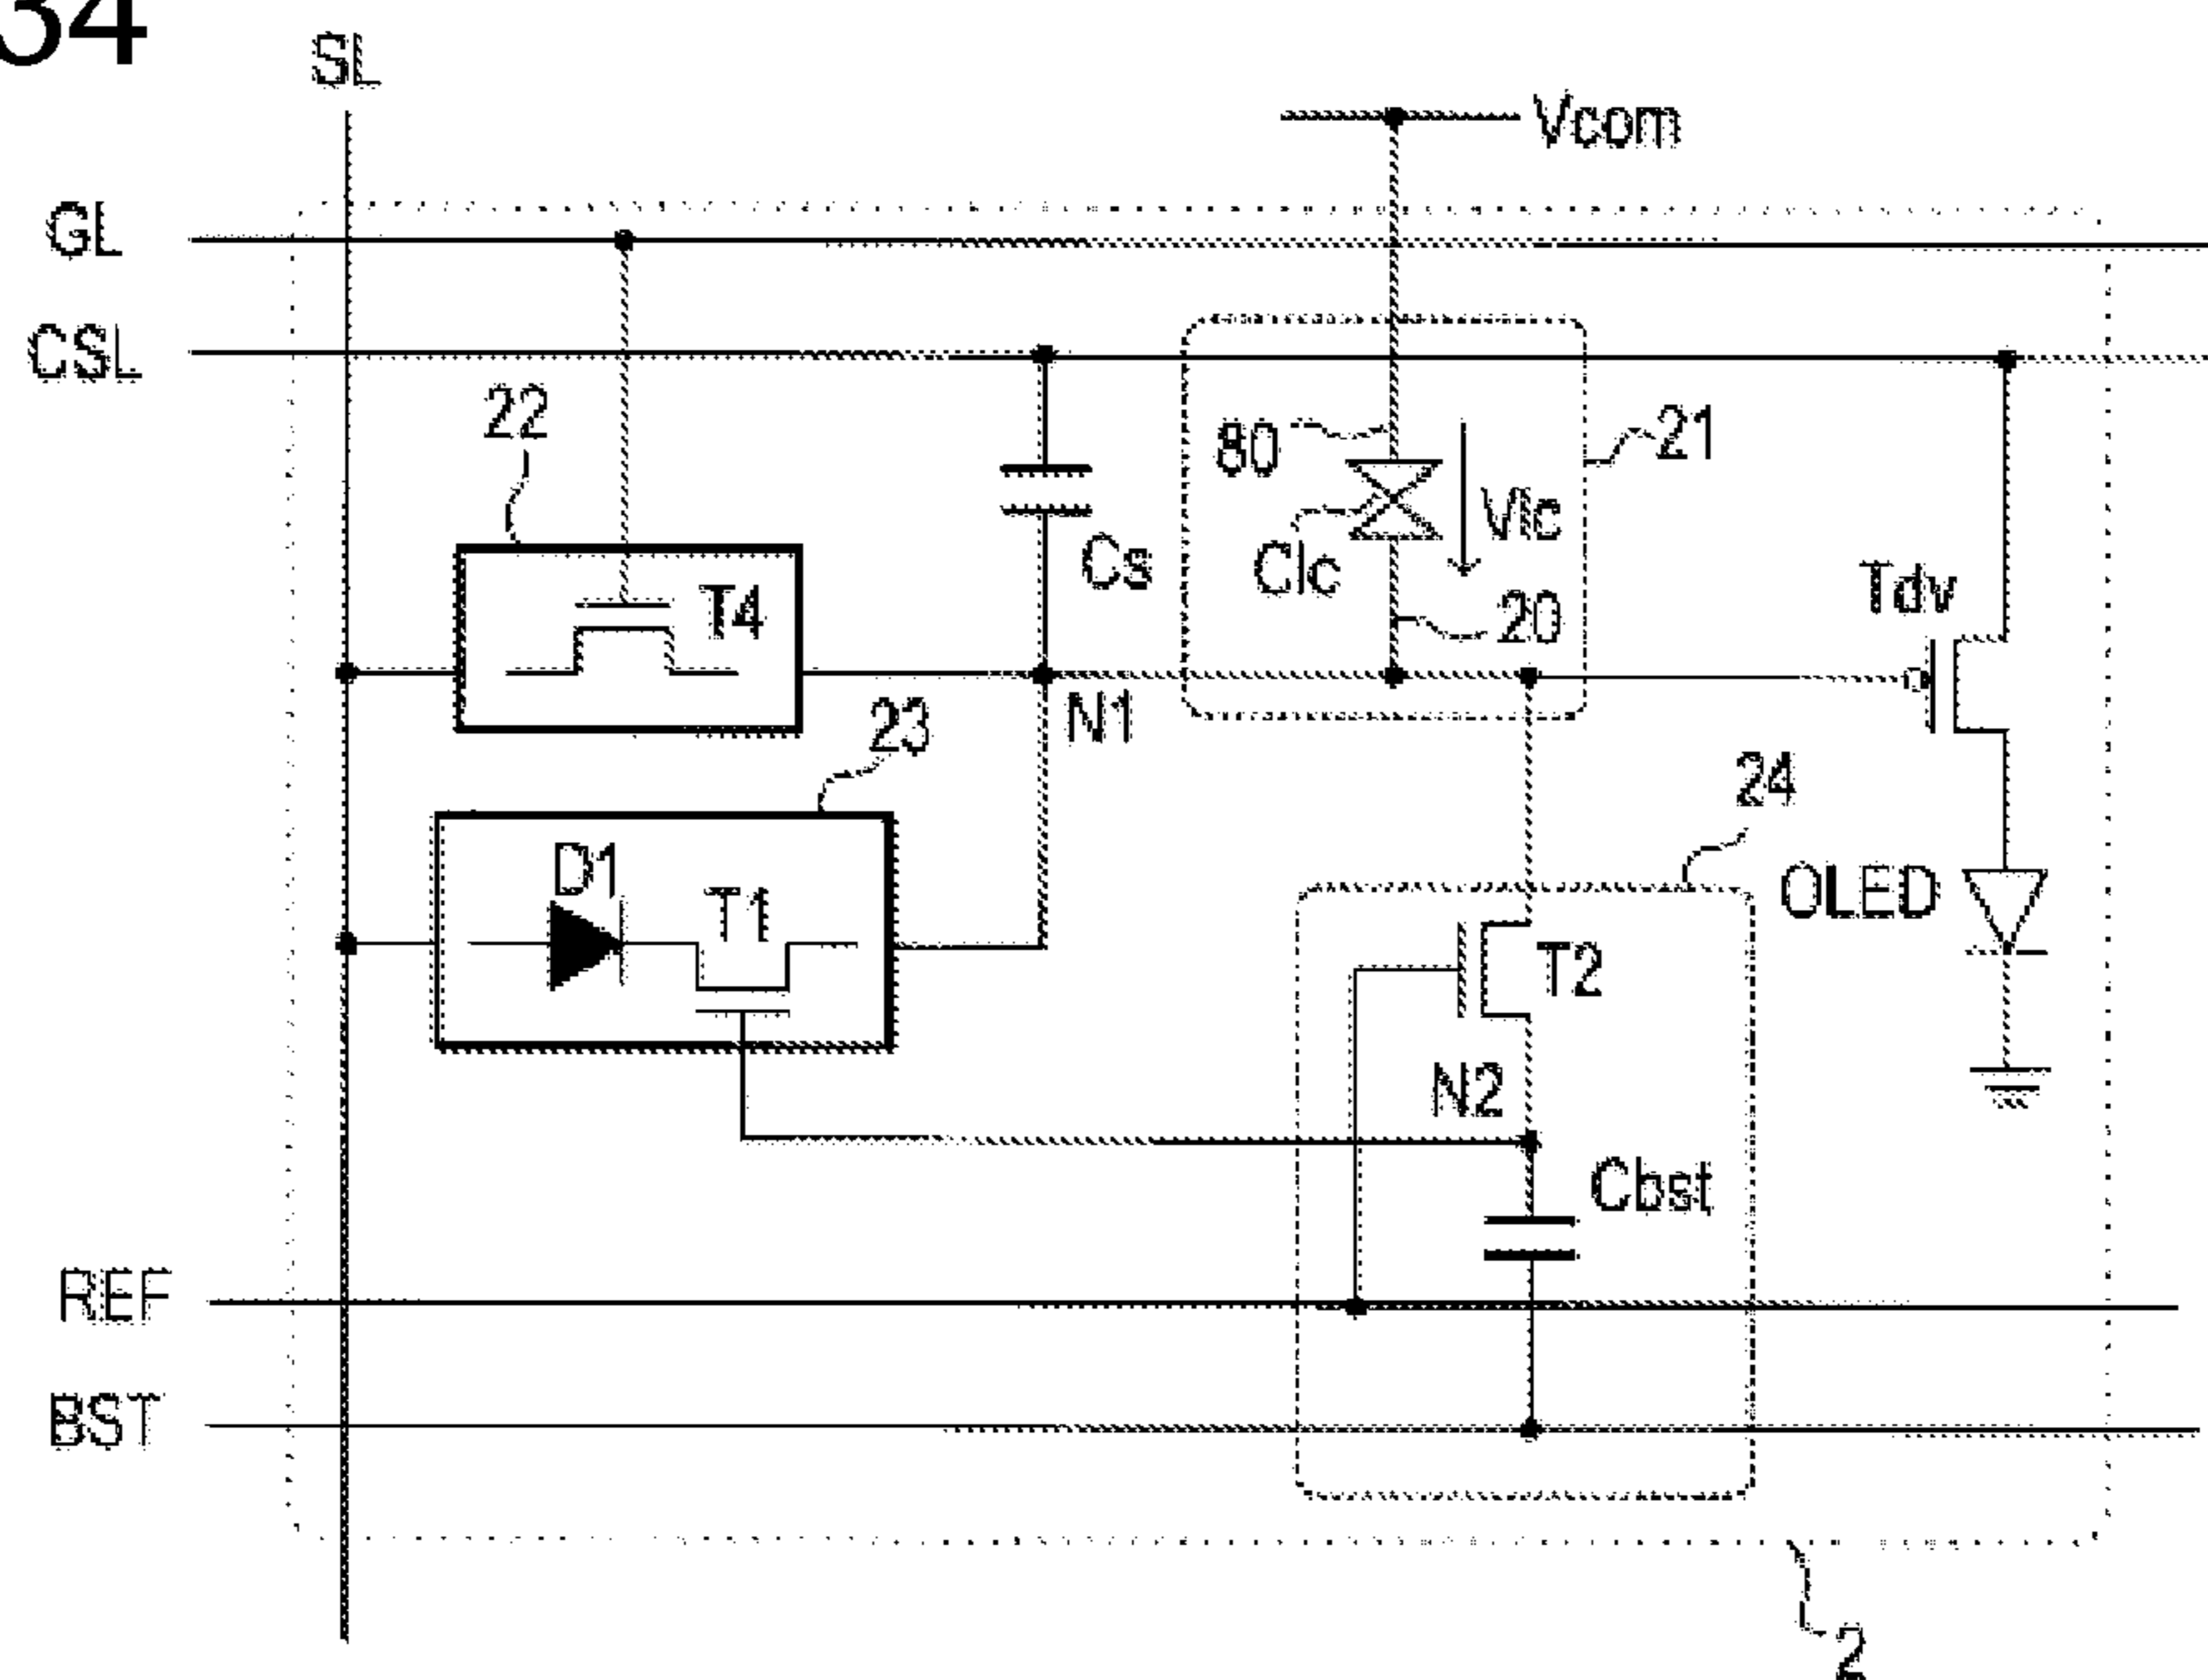 34
SL
Vcom
GL
CSL
22
80
21
Vlc
Cs
Clc
T4
20
Tdv
N1
23
24
D1
T1
OLED
T2
N2
Cbst
REF
BST
2